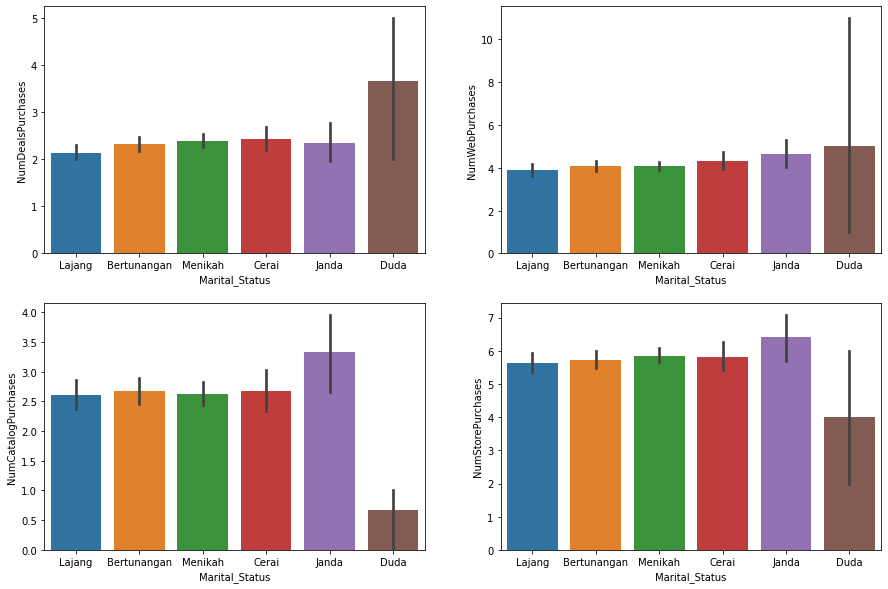 5
4
3
2
1
0
NumDealsPurchases
Lajang Bertunangan Menikah Cerai Janda Duda
Marital_Status
10
8
6
4
2
0
NumWebPurchases
Lajang Bertunangan Menikah Cerai Janda Duda
Marital_Status
4.0
3.5
3.0
2.5
2.0
1.5
1.0
0.5
0.0
NumCatalogPurchases
Lajang Bertunangan Menikah Cerai Janda Duda
Marital_Status
7
6
5
4
3
2
1
0
NumStorePurchases
Lajang Bertunangan Menikah Cerai Janda Duda
Marital_Status